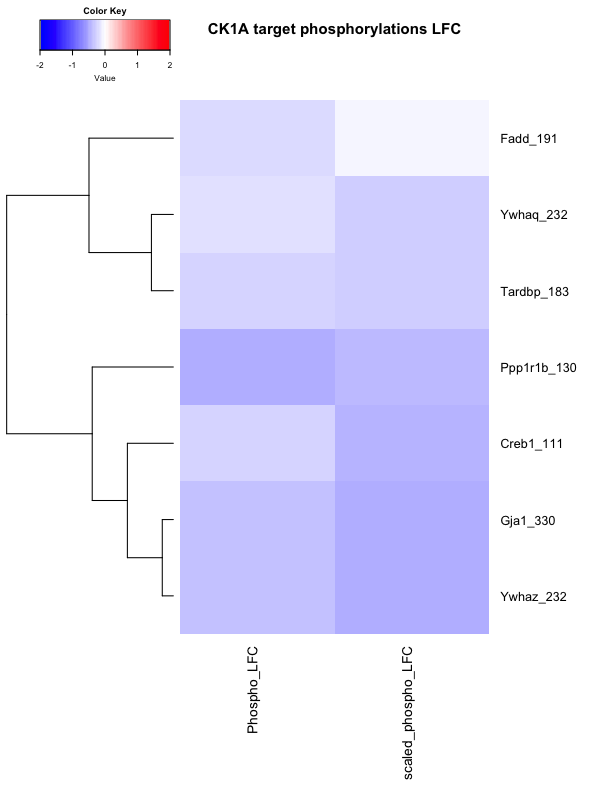 Color Key
CK1A target phosphorylations LFC
-2 -1 0 1 2
Value
Fadd_191
Ywhaq_232
Tardbp_183
Ppp1r1b_130
Creb1_111
Gja1_330
Ywhaz_232
Phospho_LFC
scaled_phospho_LFC